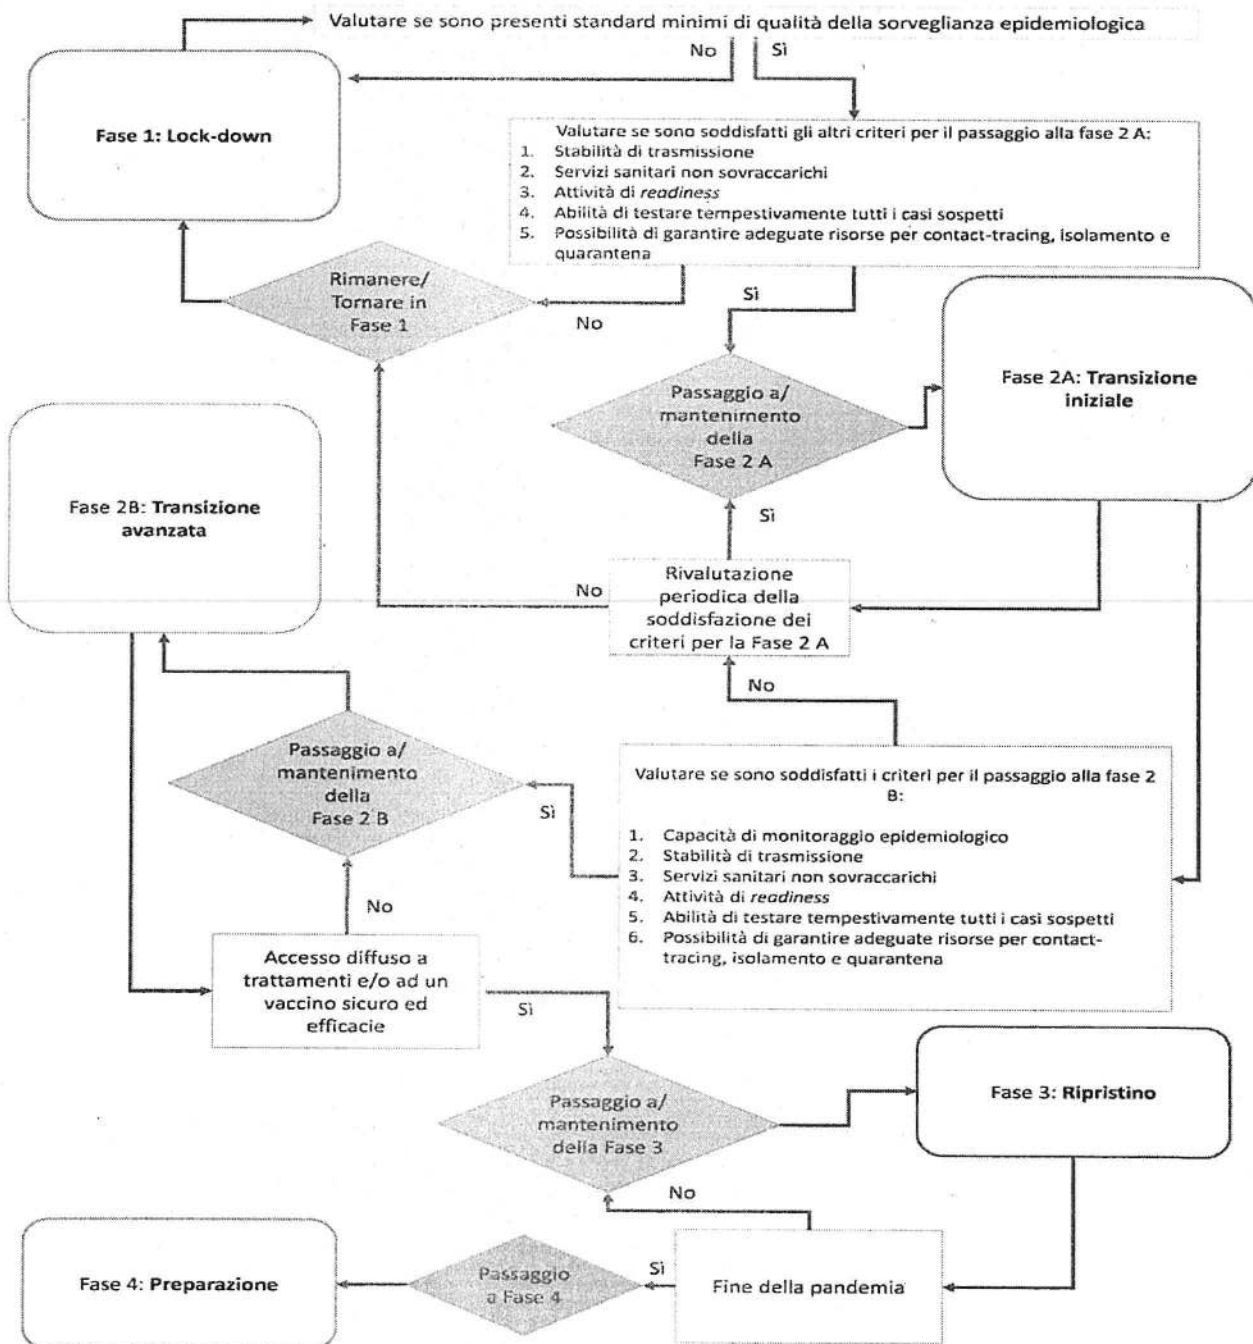 Valutare se sono presenti standard minimi di qualità della sorveglianza epidemiologica
No
Sì
Fase 1: Lock-down
Valutare se sono soddisfatti gli altri criteri per il passaggio alla fase 2 A:
1. Stabilità di trasmissione
2. Servizi sanitari non sovraccarichi
3. Attività di readiness
4. Abilità di testare tempestivamente tutti i casi sospetti
5. Possibilità di garantire adeguate risorse per contact-tracing, isolamento e
quarantena
Rimanere/
Tornare in
Fase 1
No
Sì
Passaggio a/
mantenimento
della
Fase 2 A
Fase 2A: Transizione
iniziale
Fase 2B: Transizione
avanzata
Sì
No
Rivalutazione
periodica della
soddisfazione dei
criteri per la Fase 2 A
No
Passaggio a/
mantenimento
della
Fase 2 B
Sì
Valutare se sono soddisfatti i criteri per il passaggio alla fase 2
B:
1. Capacità di monitoraggio epidemiologico
2. Stabilità di trasmissione
3. Servizi sanitari non sovraccarichi
4. Attività di readiness
5. Abilità di testare tempestivamente tutti i casi sospetti
6. Possibilità di garantire adeguate risorse per contact-
tracing, isolamento e quarantena
No
Accesso diffuso a
trattamenti e/o ad un
vaccino sicuro ed
efficacie
Sì
Passaggio a/
mantenimento
della Fase 3
Fase 3: Ripristino
No
Fase 4: Preparazione
Passaggio
a Fase 4
Sì
Fine della pandemia